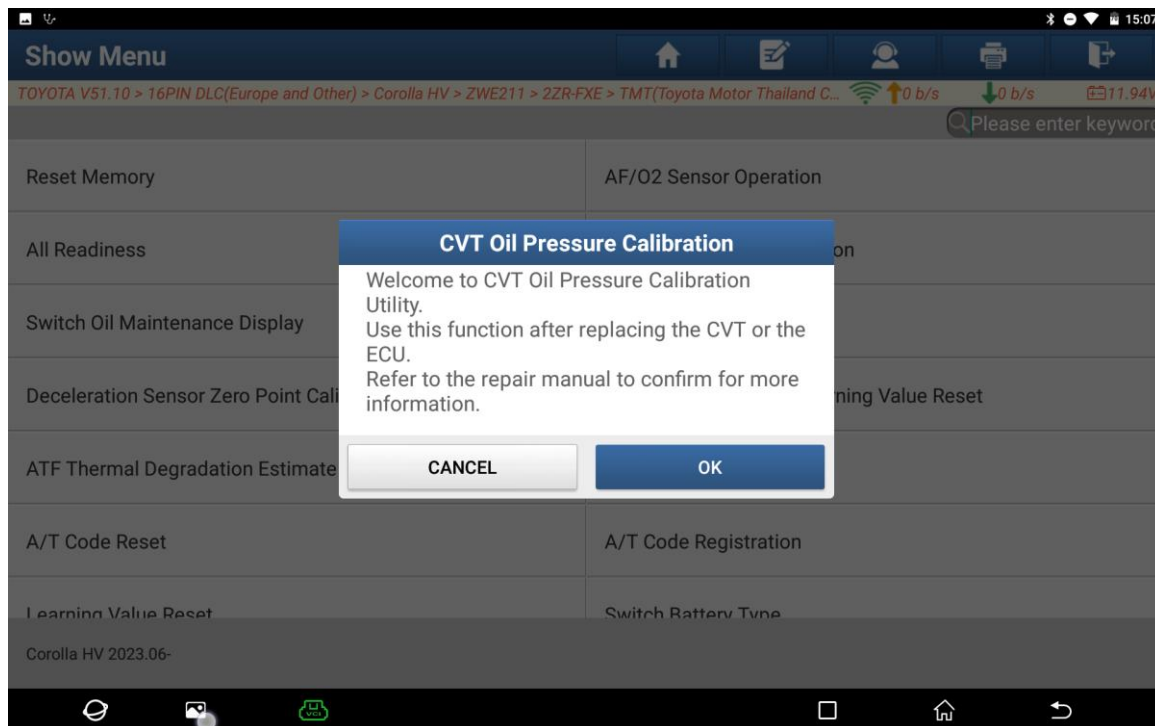 15:07
Show Menu
TOYOTA V51.10 > 16PIN DLC(Europe and Other) > Corolla HV > ZWE211 > 2ZR-FXE > TMT(Toyota Motor Thailand C... 0 b/s 0 b/s 11.94V
Please enter keyword
Reset Memory
AF/O2 Sensor Operation
All Readiness
on
Switch Oil Maintenance Display
Deceleration Sensor Zero Point Cali
rning Value Reset
ATF Thermal Degradation Estimate
CVT Oil Pressure Calibration
Welcome to CVT Oil Pressure Calibration
Utility.
Use this function after replacing the CVT or the
ECU.
Refer to the repair manual to confirm for more
information.
CANCEL
OK
A/T Code Reset
A/T Code Registration
Learning Value Reset
Switch Battery Type
Corolla HV 2023.06-
VCI